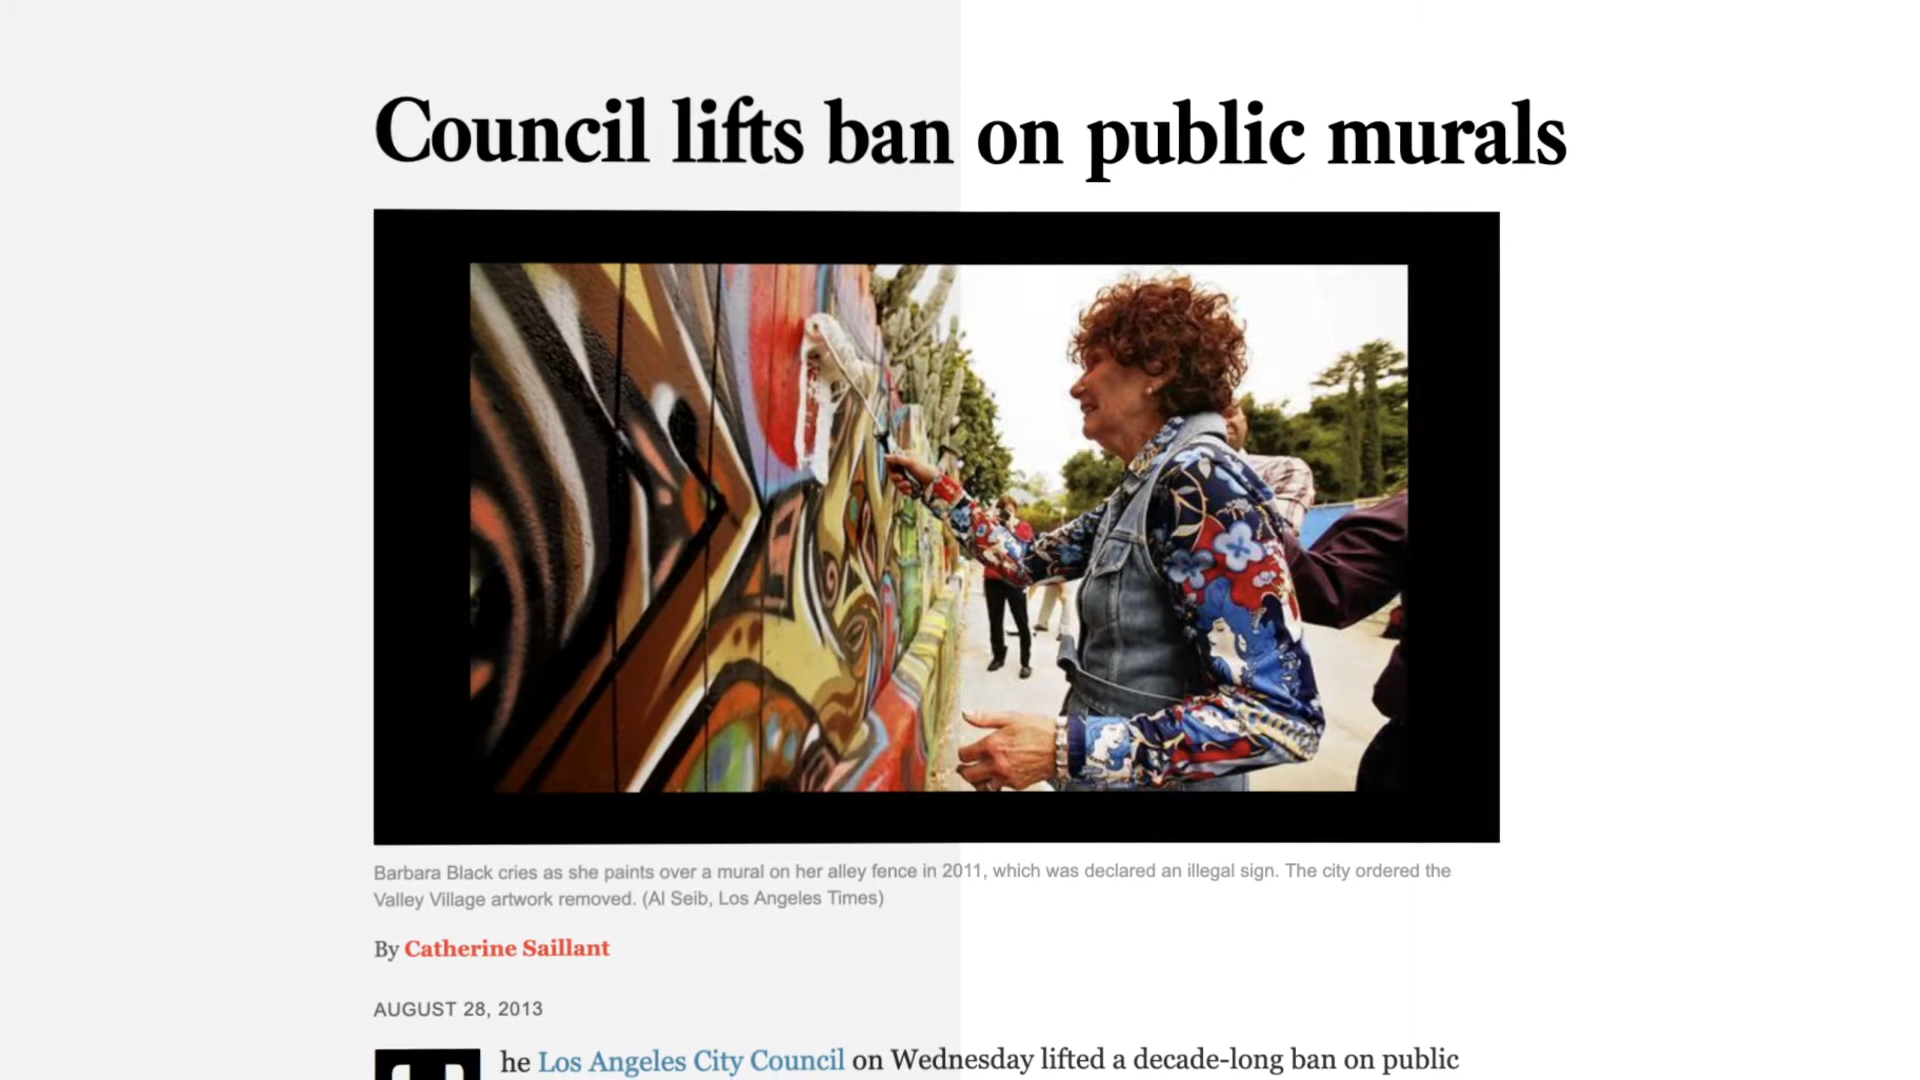 Council lifts ban on public murals
Barbara Black cries as she paints over a mural on her alley fence in 2011, which was declared an illegal sign. The city ordered the
Valley Village artwork removed. (Al Seib, Los Angeles Times)
By Catherine Saillant
AUGUST 28, 2013
The Los Angeles City Council on Wednesday lifted a decade-long ban on public